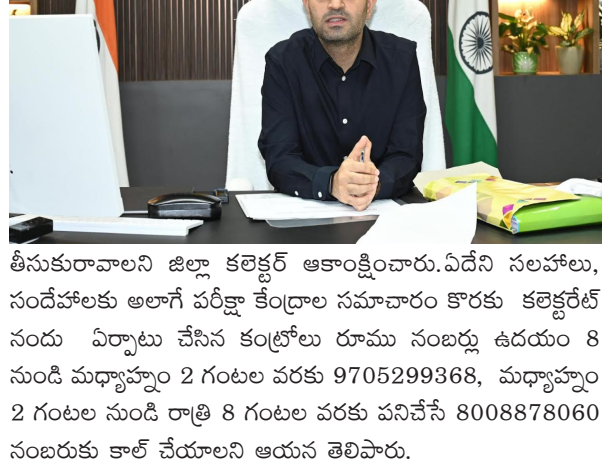 తీసుకురావాలని జిల్లా కలెక్టర్ ఆకాంక్షించారు.ఏదేని సలహాలు,
సందేహాలకు అలాగే పరీక్షా కేంద్రాల సమాచారం కొరకు కలెక్టరేట్
నందు ఏర్పాటు చేసిన కంట్రోలు రూము నంబర్లు ఉదయం 8
నుండి మధ్యాహ్నం 2 గంటల వరకు 9705299368, మధ్యాహ్నం
2 గంటల నుండి రాత్రి 8 గంటల వరకు పనిచేసే 8008878060
నంబరుకు కాల్ చేయాలని ఆయన తెలిపారు.